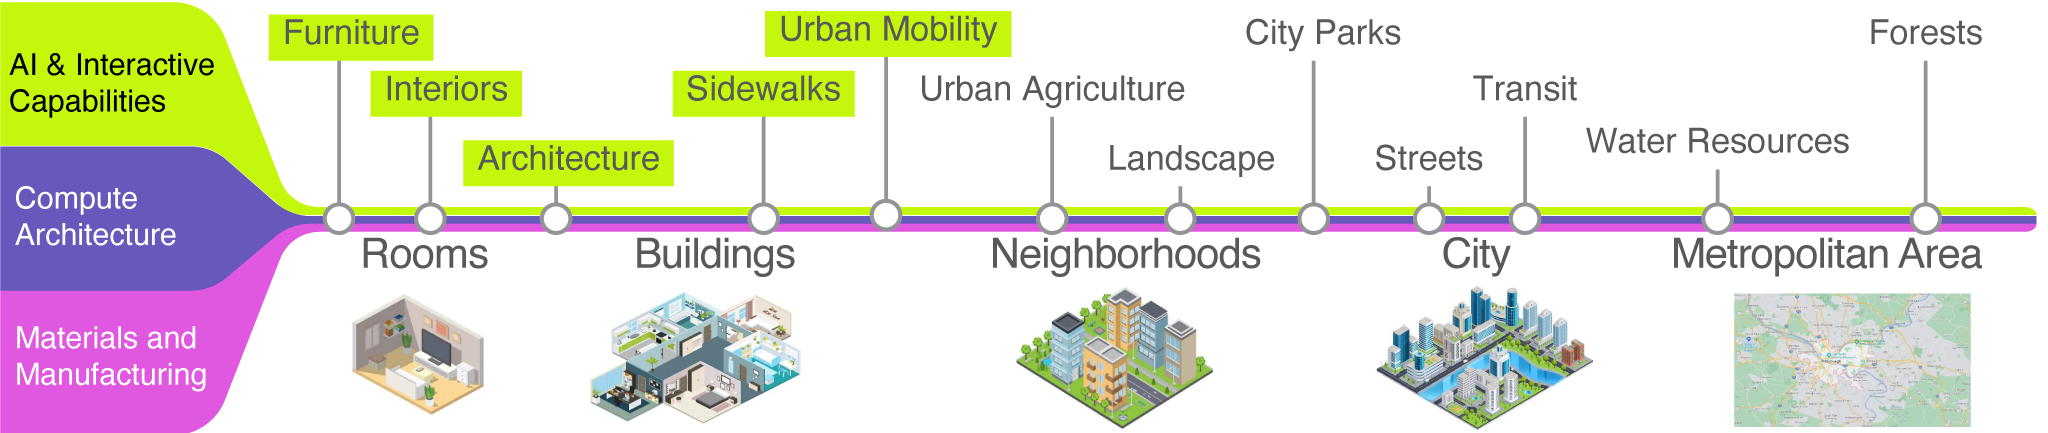 AI & Interactive
Capabilities
Compute
Architecture
Materials and
Manufacturing
Furniture
Interiors
Architecture
Sidewalks
Urban Mobility
Urban Agriculture
Landscape
City Parks
Streets
Transit
Water Resources
Forests
Rooms
Buildings
Neighborhoods
City
Metropolitan Area